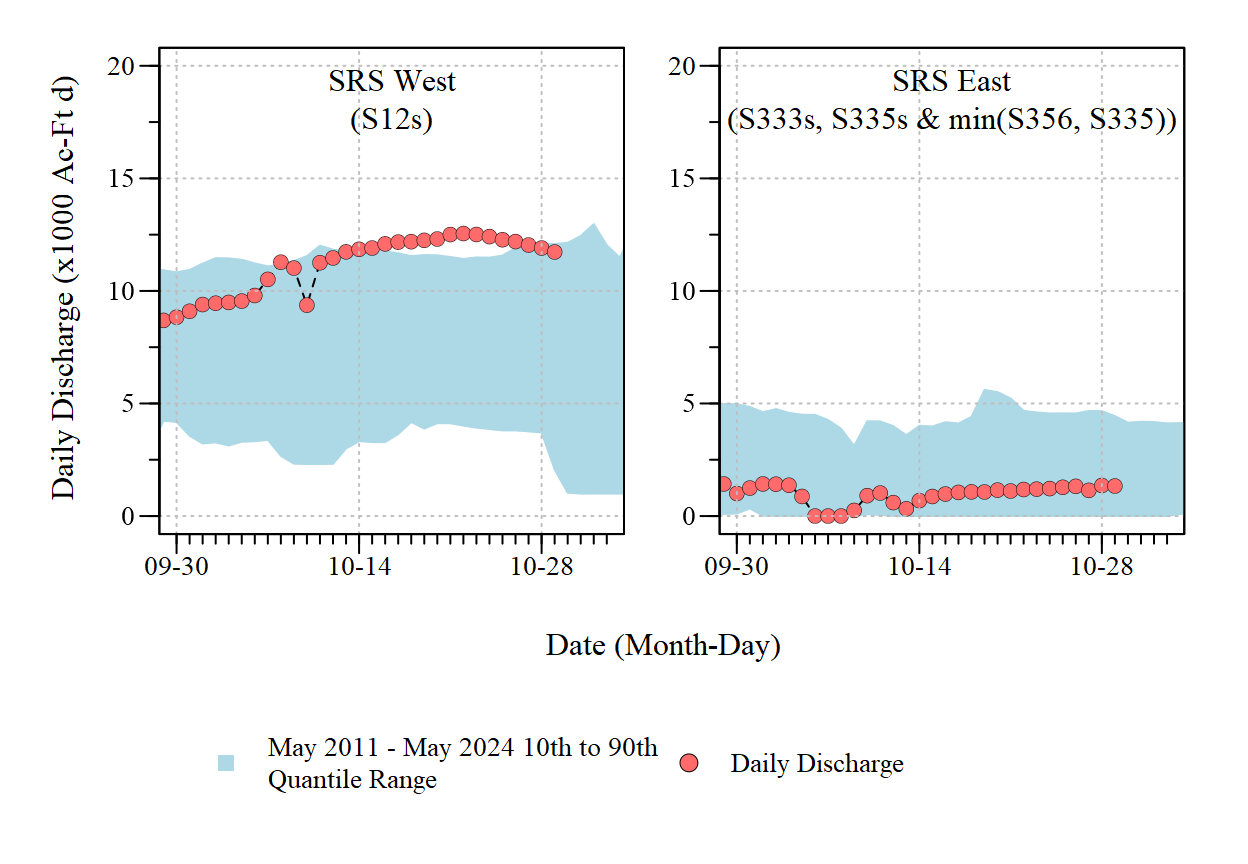 SRS West
(S12s)
20
15
10
5
0
09-30
10-14
10-28
Daily Discharge (x1000 Ac-Ft d)
SRS East
(S333s, S335s & min(S356, S335))
20
15
10
5
0
09-30
10-14
10-28
Date (Month-Day)
May 2011 - May 2024 10th to 90th
Quantile Range
Daily Discharge